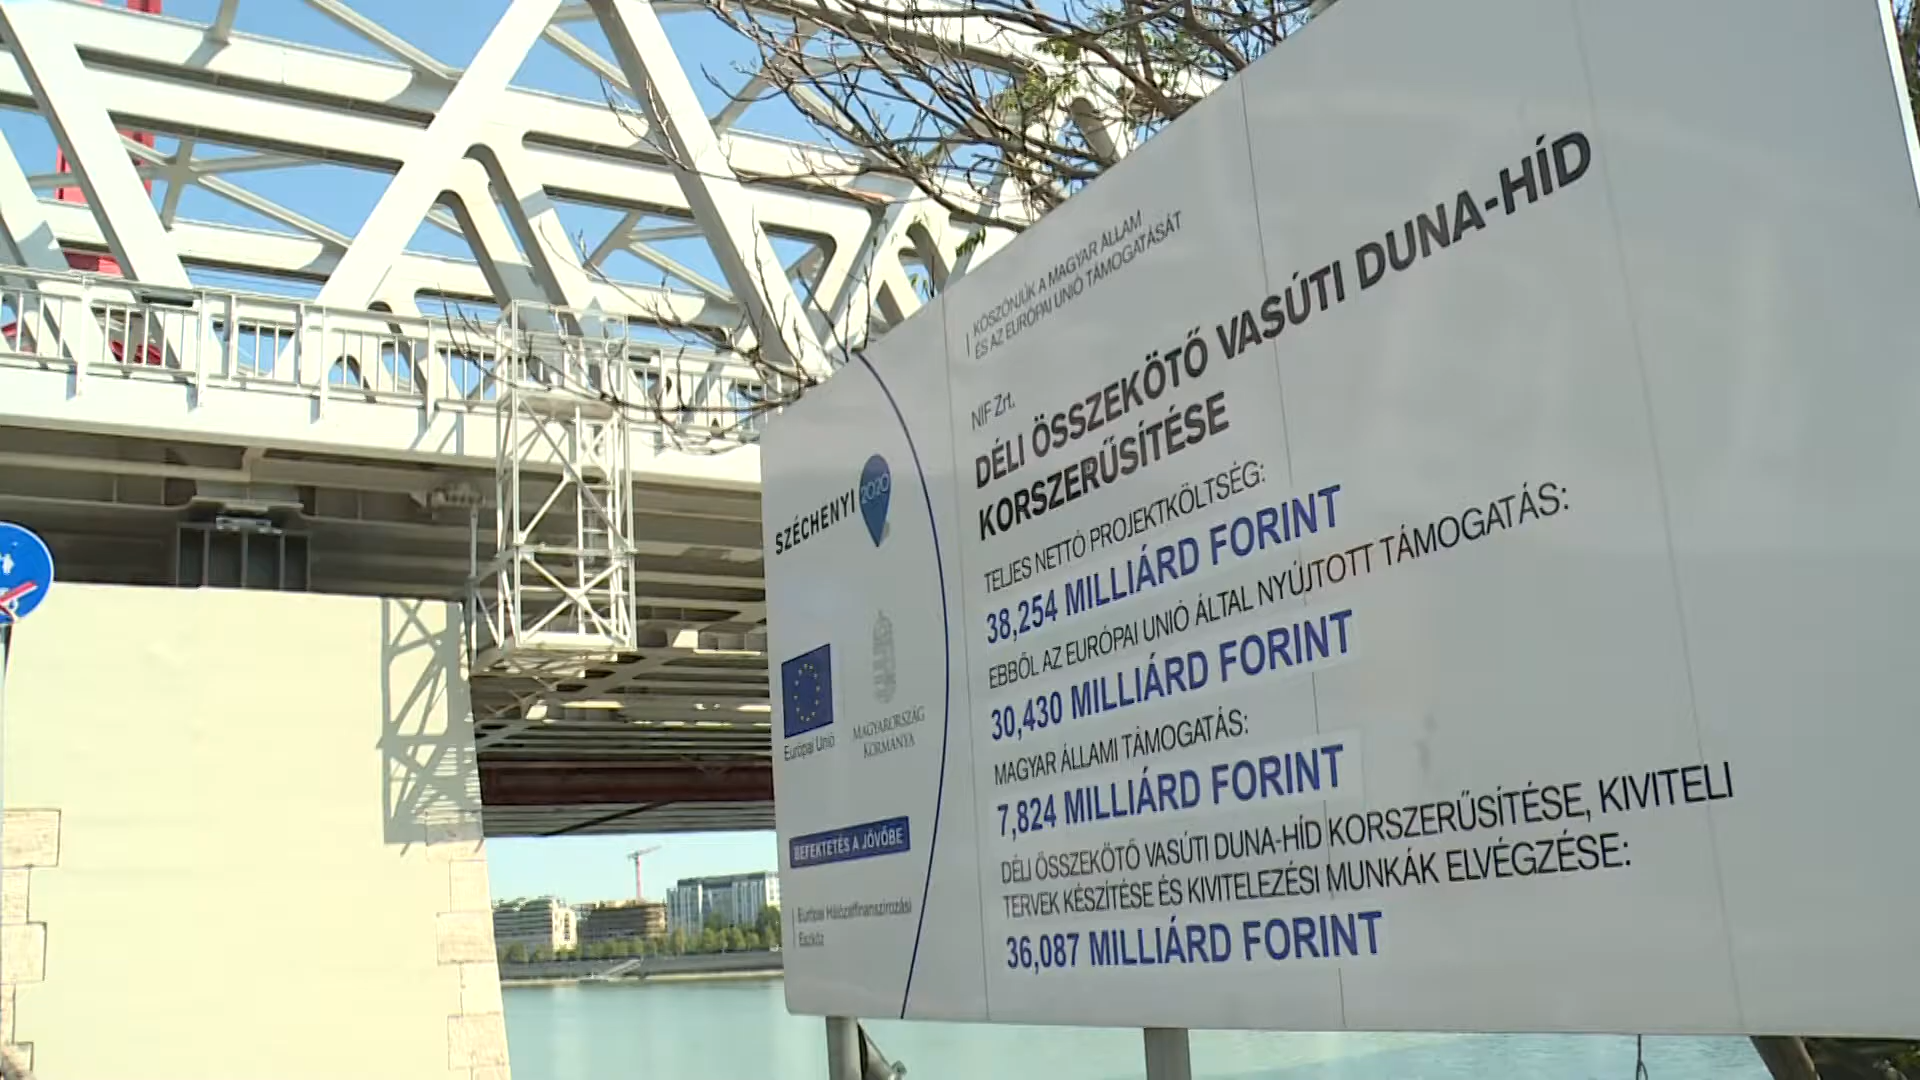 KÖSZÖNJÜK A MAGYAR ÁLLAM
ÉS AZ EURÓPAI UNIÓ TÁMOGATÁSÁT
NIF Zrt.
DÉLI ÖSSZEKÖTŐ VASÚTI DUNA-HÍD
KORSZERŰSÍTÉSE
TELJES NETTÓ PROJEKTKÖLTSÉG:
38,254 MILLIÁRD FORINT
EBBŐL AZ EURÓPAI UNIÓ ÁLTAL NYÚJTOTT TÁMOGATÁS:
30,430 MILLIÁRD FORINT
MAGYAR ÁLLAMI TÁMOGATÁS:
7,824 MILLIÁRD FORINT
DÉLI ÖSSZEKÖTŐ VASÚTI DUNA-HÍD KORSZERŰSÍTÉSE, KIVITELI
TERVEK KÉSZÍTÉSE ÉS KIVITELEZÉSI MUNKÁK ELVÉGZÉSE:
36,087 MILLIÁRD FORINT
SZÉCHENYI 2020
Európai Unió
MAGYARORSZÁG
KORMÁNYA
BEFEKTETÉS A JÖVŐBE
Európai Hálózatfinanszírozási
Eszköz